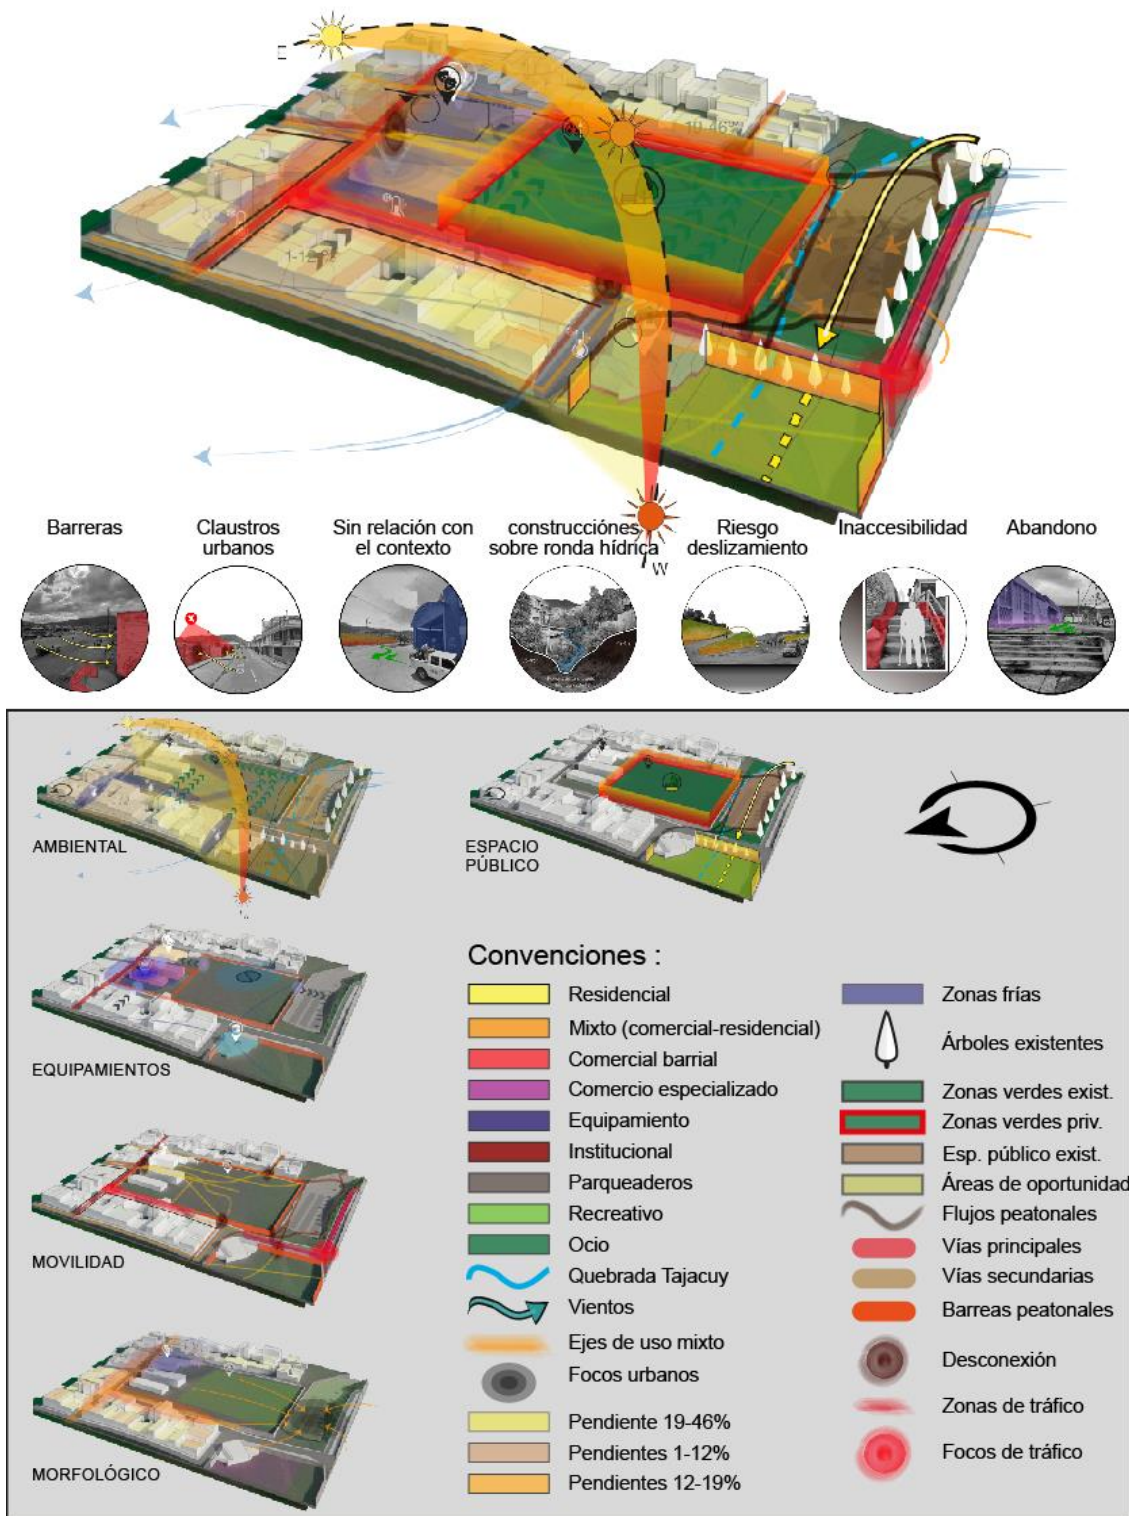 E
19-46%
1-12%
W
Barreras
Claustros
urbanos
Sin relación con
el contexto
construcciónes
sobre ronda hídrica
Riesgo
deslizamiento
Inaccesibilidad
Abandono
AMBIENTAL
ESPACIO
PÚBLICO
EQUIPAMIENTOS
MOVILIDAD
MORFOLÓGICO
Convenciones :
Residencial
Mixto (comercial-residencial)
Comercial barrial
Comercio especializado
Equipamiento
Institucional
Parqueaderos
Recreativo
Ocio
Quebrada Tajacuy
Vientos
Ejes de uso mixto
Focos urbanos
Pendiente 19-46%
Pendientes 1-12%
Pendientes 12-19%
Zonas frías
Árboles existentes
Zonas verdes exist.
Zonas verdes priv.
Esp. público exist.
Áreas de oportunidad
Flujos peatonales
Vías principales
Vías secundarias
Barreas peatonales
Desconexión
Zonas de tráfico
Focos de tráfico